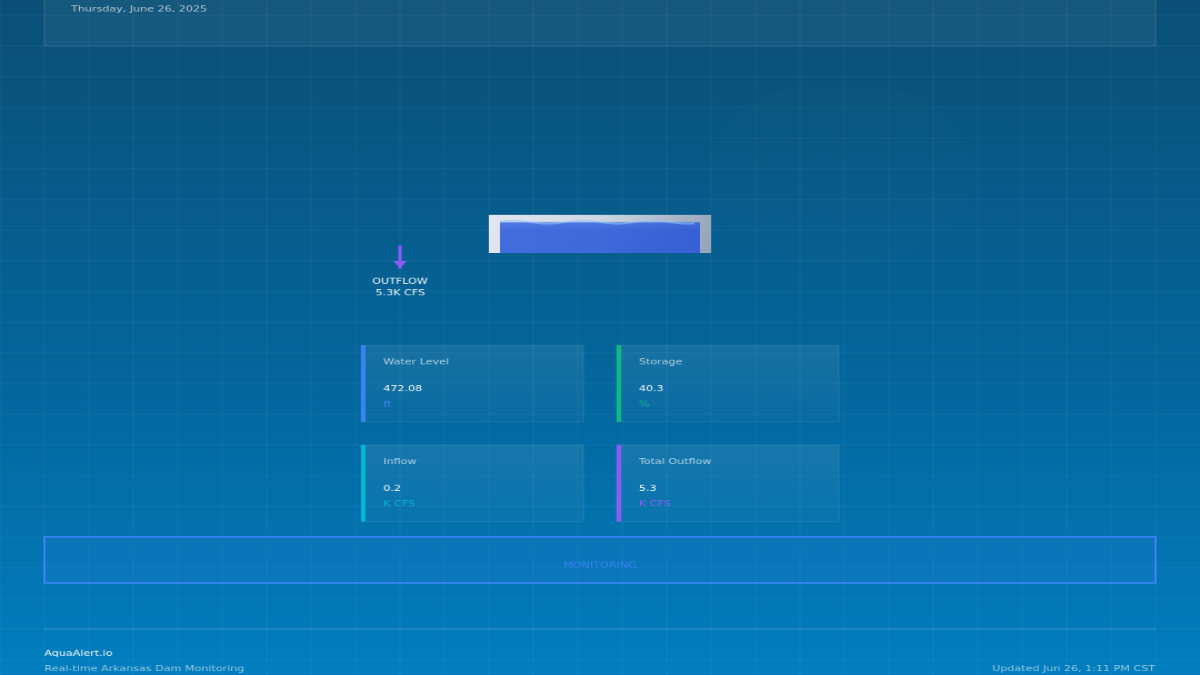 Thursday, June 26, 2025
OUTFLOW
5.3K CFS
Water Level
472.08
ft
Storage
40.3
%
Inflow
0.2
K CFS
Total Outflow
5.3
K CFS
MONITORING
AquaAlert.io
Real-time Arkansas Dam Monitoring
Updated Jun 26, 1:11 PM CST